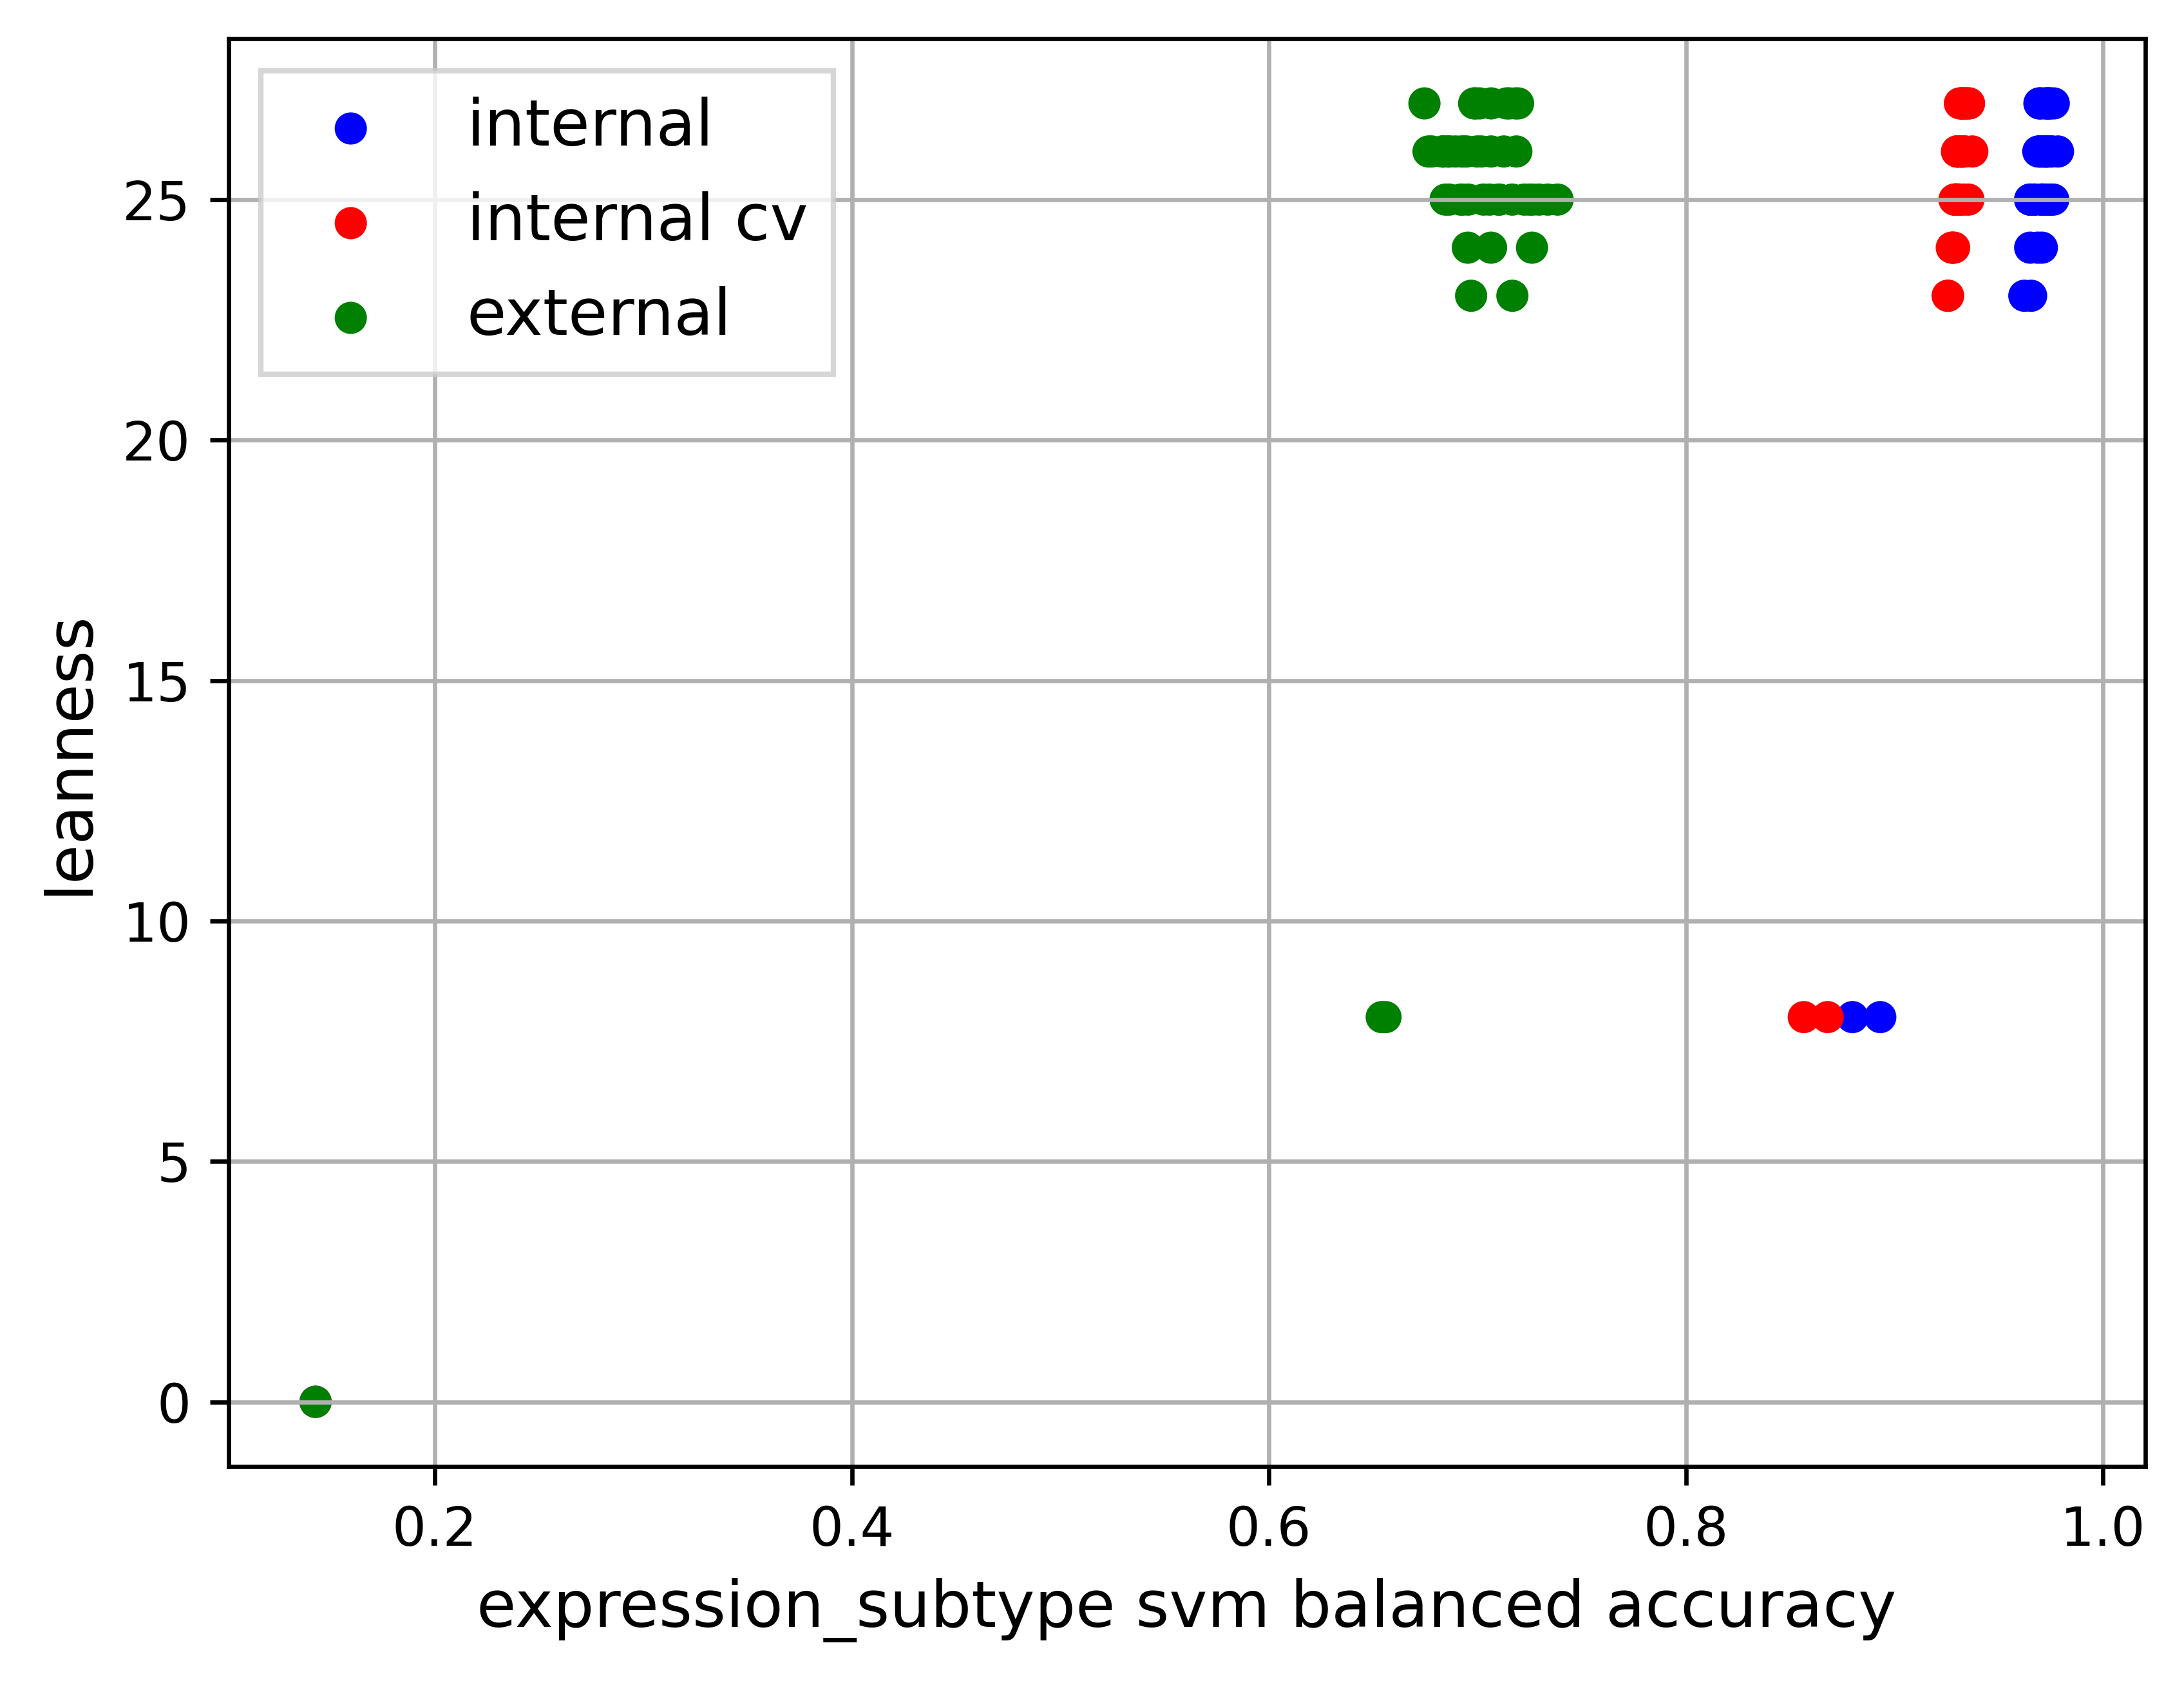 internal
internal cv
external
25
20
15
10
5
0
leanness
0.2 0.4 0.6 0.8 1.0
expression_subtype svm balanced accuracy